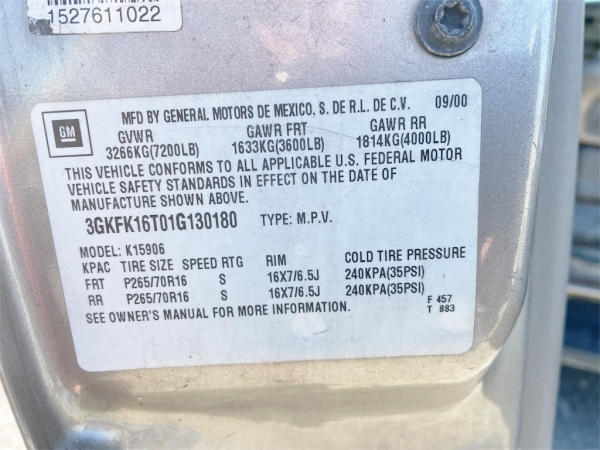 1527611022
GM
MFD BY GENERAL MOTORS DE MEXICO, S. DE R.L. DE C.V. 09/00
GVWR GAWR FRT GAWR RR
3266KG(7200LB) 1633KG(3600LB) 1814KG(4000LB)
THIS VEHICLE CONFORMS TO ALL APPLICABLE U.S. FEDERAL MOTOR
VEHICLE SAFETY STANDARDS IN EFFECT ON THE DATE OF
MANUFACTURE SHOWN ABOVE.
3GKFK16T01G130180 TYPE: M.P.V.
MODEL: K15906
KPAC TIRE SIZE SPEED RTG RIM COLD TIRE PRESSURE
FRT P265/70R16 S 16X7/6.5J 240KPA(35PSI)
RR P265/70R16 S 16X7/6.5J 240KPA(35PSI)
SEE OWNER'S MANUAL FOR MORE INFORMATION.
F 457
T 883